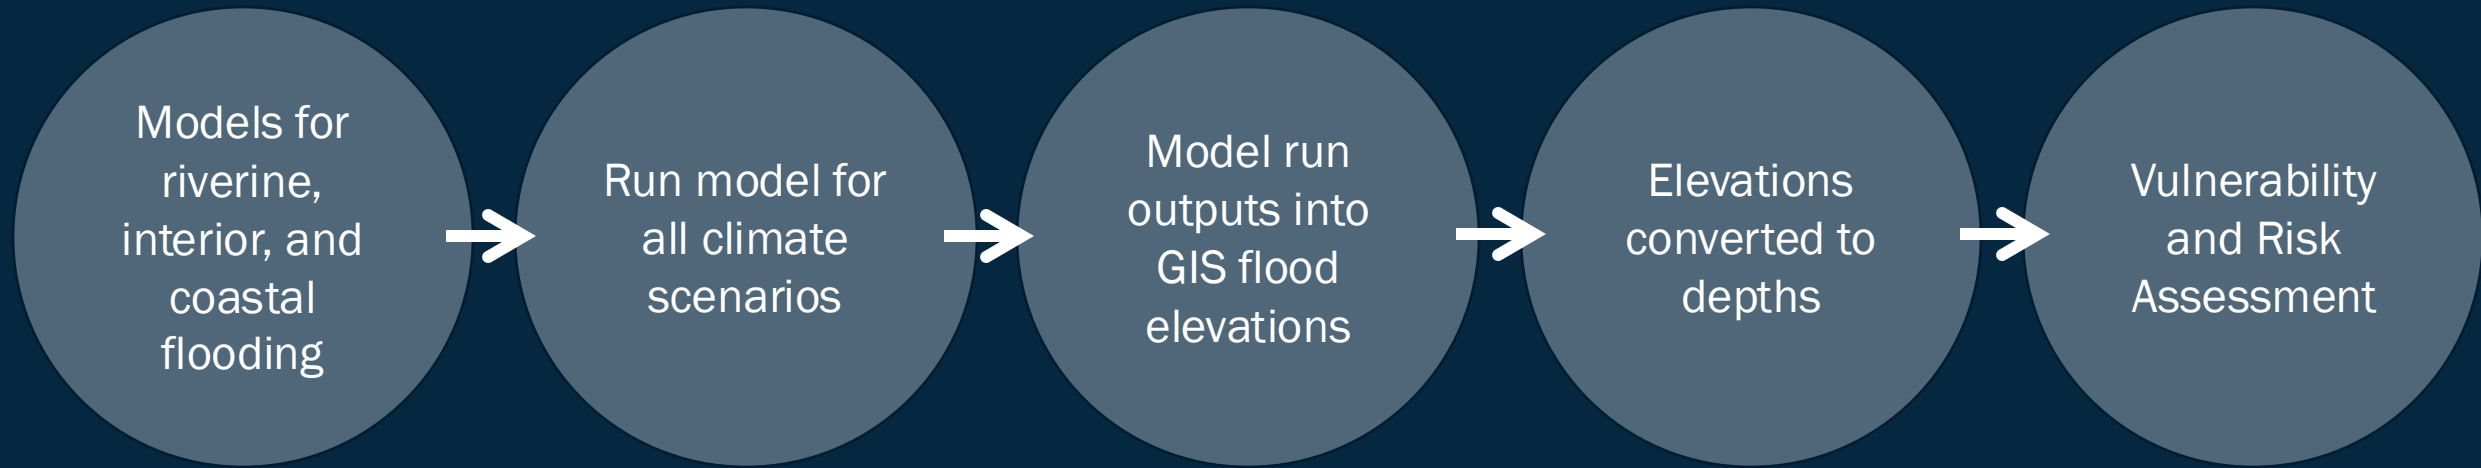 Models for
riverine,
interior, and
coastal
flooding
Run model for
all climate
scenarios
Model run
outputs into
GIS flood
elevations
Elevations
converted to
depths
Vulnerability
and Risk
Assessment